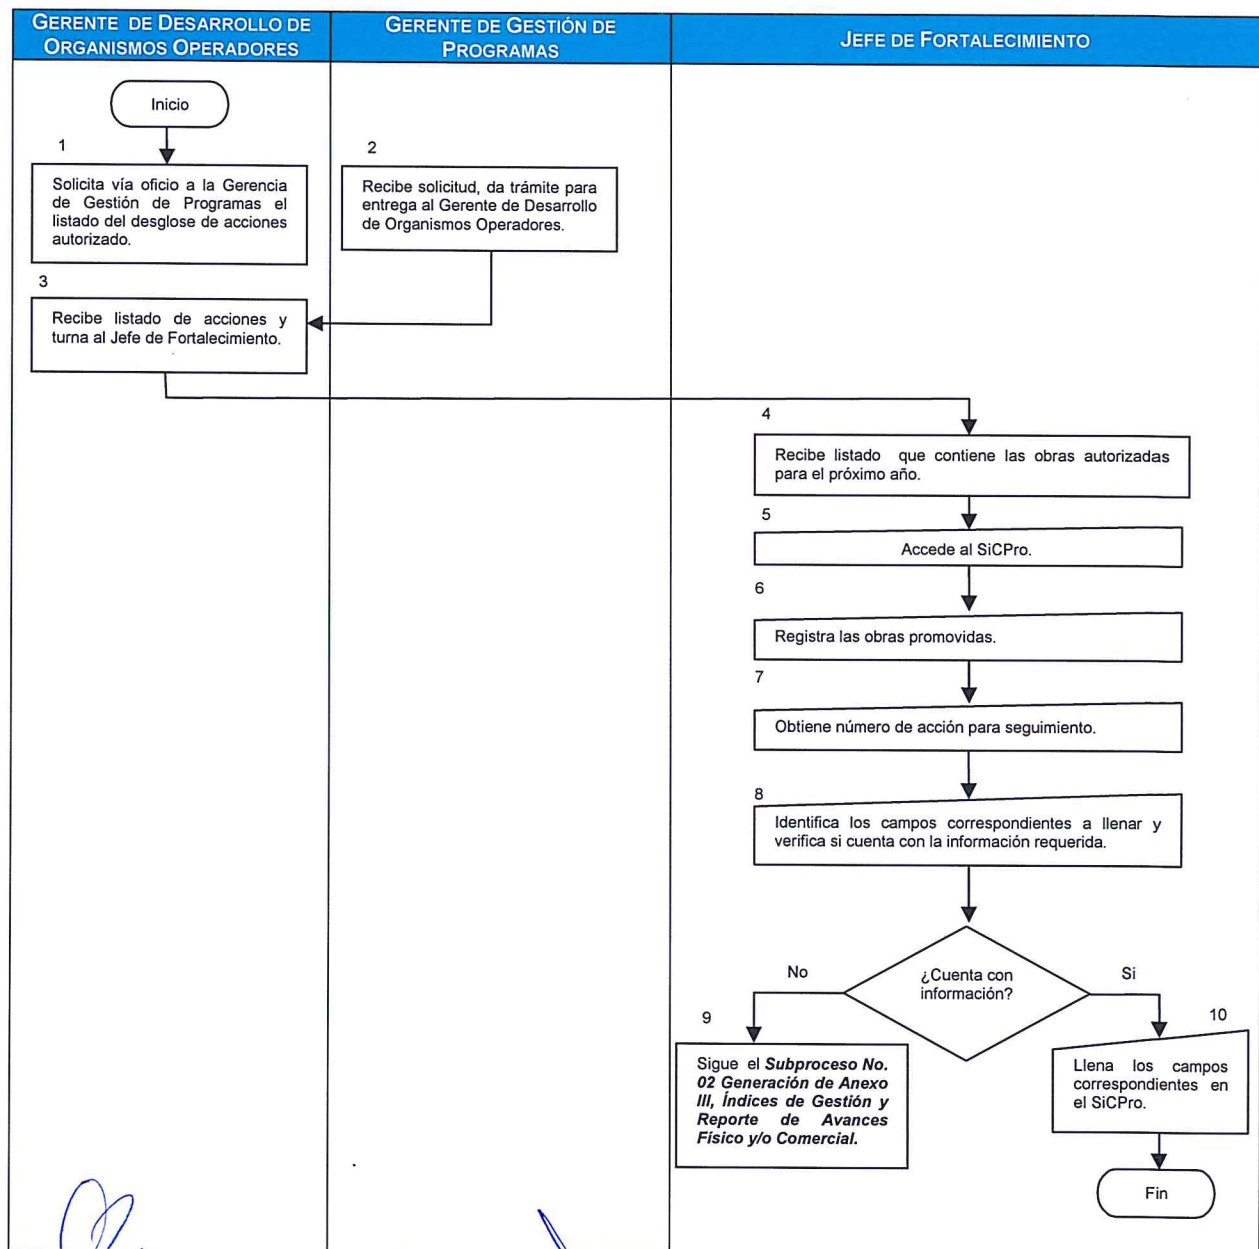 GERENTE DE DESARROLLO DE
ORGANISMOS OPERADORES
GERENTE DE GESTIÓN DE
PROGRAMAS
JEFE DE FORTALECIMIENTO
Inicio
1
Solicita vía oficio a la Gerencia
de Gestión de Programas el
listado del desglose de acciones
autorizado.
2
Recibe solicitud, da trámite para
entrega al Gerente de Desarrollo
de Organismos Operadores.
3
Recibe listado de acciones y
turna al Jefe de Fortalecimiento.
4
Recibe listado que contiene las obras autorizadas
para el próximo año.
5
Accede al SiCPro.
6
Registra las obras promovidas.
7
Obtiene número de acción para seguimiento.
8
Identifica los campos correspondientes a llenar y
verifica si cuenta con la información requerida.
¿Cuenta con
información?
No
Si
9
Sigue el Subproceso No.
02 Generación de Anexo
III, Índices de Gestión y
Reporte de Avances
Físico y/o Comercial.
10
Llena los campos
correspondientes en
el SiCPro.
Fin